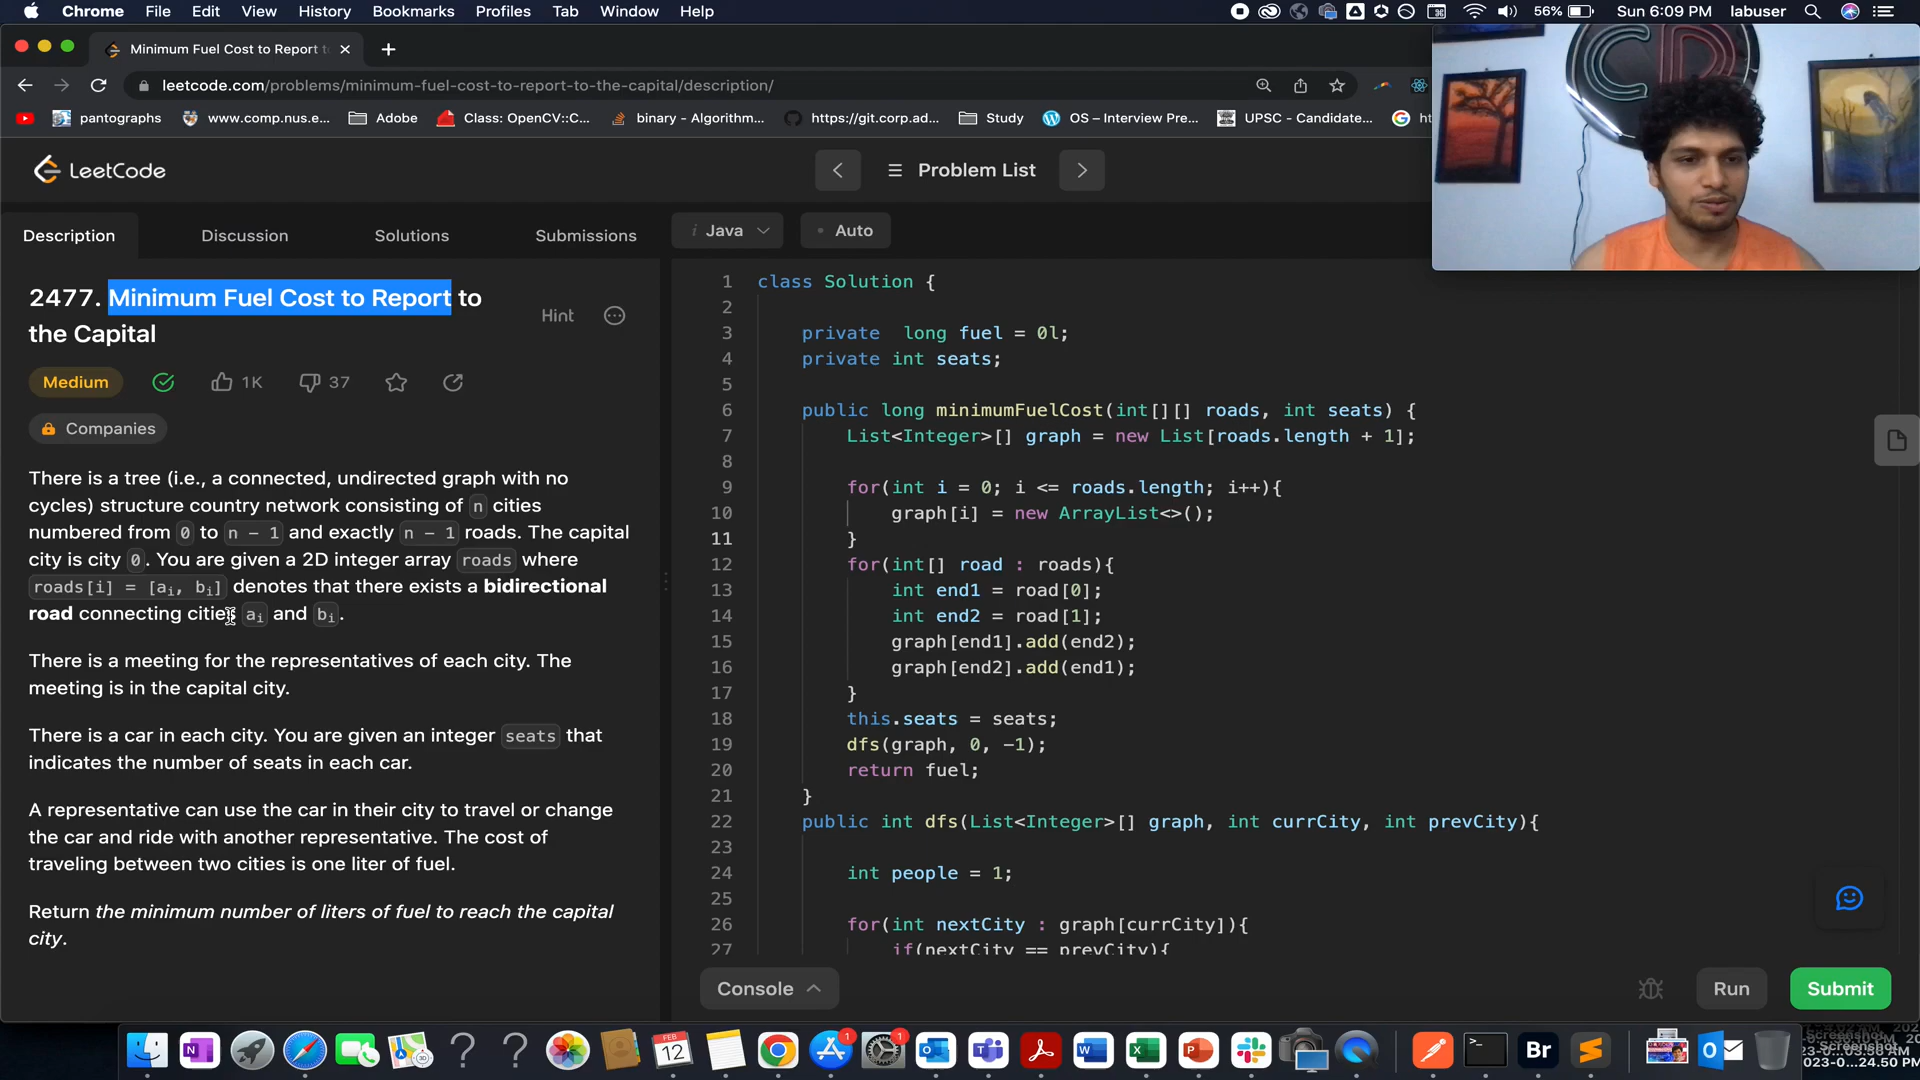 Chrome File Edit View History Bookmarks Profiles Tab Window Help
56% Sun 6:09 PM labuser
Minimum Fuel Cost to Report to
leetcode.com/problems/minimum-fuel-cost-to-report-to-the-capital/description/
pantographs www.comp.nus.e... Adobe Class: OpenCV::C... binary - Algorithm... https://git.corp.ad... Study OS – Interview Pre... UPSC - Candidate...
LeetCode
Problem List
Description Discussion Solutions Submissions
2477. Minimum Fuel Cost to Report to
the Capital
Hint
Medium 1K 37
Companies
There is a tree (i.e., a connected, undirected graph with no
cycles) structure country network consisting of n cities
numbered from 0 to n - 1 and exactly n - 1 roads. The capital
city is city 0. You are given a 2D integer array roads where
roads[i] = [ai, bi] denotes that there exists a bidirectional
road connecting cities ai and bi.
There is a meeting for the representatives of each city. The
meeting is in the capital city.
There is a car in each city. You are given an integer seats that
indicates the number of seats in each car.
A representative can use the car in their city to travel or change
the car and ride with another representative. The cost of
traveling between two cities is one liter of fuel.
Return the minimum number of liters of fuel to reach the capital
city.
i Java Auto
1 class Solution {
2
3 private  long fuel = 0l;
4 private int seats;
5
6 public long minimumFuelCost(int[][] roads, int seats) {
7 List<Integer>[] graph = new List[roads.length + 1];
8
9 for(int i = 0; i <= roads.length; i++){
10 graph[i] = new ArrayList<>();
11 }
12 for(int[] road : roads){
13 int end1 = road[0];
14 int end2 = road[1];
15 graph[end1].add(end2);
16 graph[end2].add(end1);
17 }
18 this.seats = seats;
19 dfs(graph, 0, -1);
20 return fuel;
21 }
22 public int dfs(List<Integer>[] graph, int currCity, int prevCity){
23
24 int people = 1;
25
26 for(int nextCity : graph[currCity]){
27 if(nextCity == prevCity){
Console Run Submit
FEB
12
1 1
Br
Screenshot
2023-0...24.50 PM